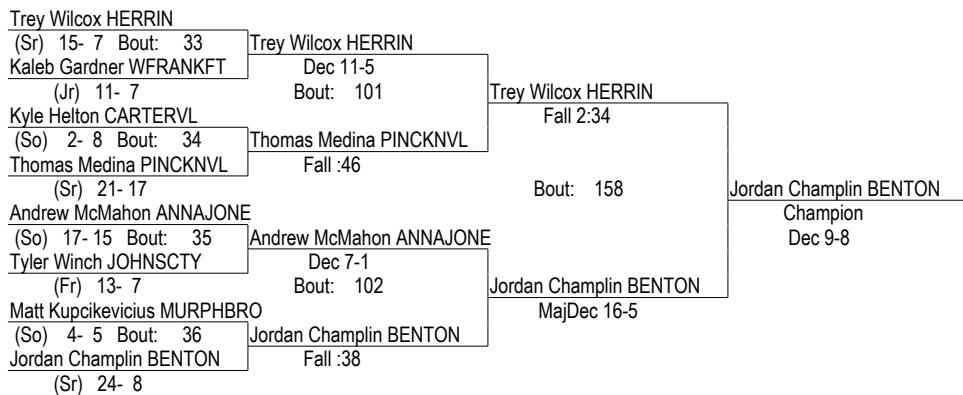 Trey Wilcox HERRIN
(Sr) 15- 7 Bout: 33 Trey Wilcox HERRIN
Kaleb Gardner WFRANKFT Dec 11-5
(Jr) 11- 7 Bout: 101 Trey Wilcox HERRIN
Kyle Helton CARTERVL Fall 2:34
(So) 2- 8 Bout: 34 Thomas Medina PINCKNVL
Thomas Medina PINCKNVL Fall :46
(Sr) 21- 17 Bout: 158 Jordan Champlin BENTON
Andrew McMahon ANNAJONE Champion
(So) 17- 15 Bout: 35 Andrew McMahon ANNAJONE Dec 9-8
Tyler Winch JOHNSCTY Dec 7-1
(Fr) 13- 7 Bout: 102 Jordan Champlin BENTON
Matt Kupcikevicius MURPHBRO MajDec 16-5
(So) 4- 5 Bout: 36 Jordan Champlin BENTON
Jordan Champlin BENTON Fall :38
(Sr) 24- 8